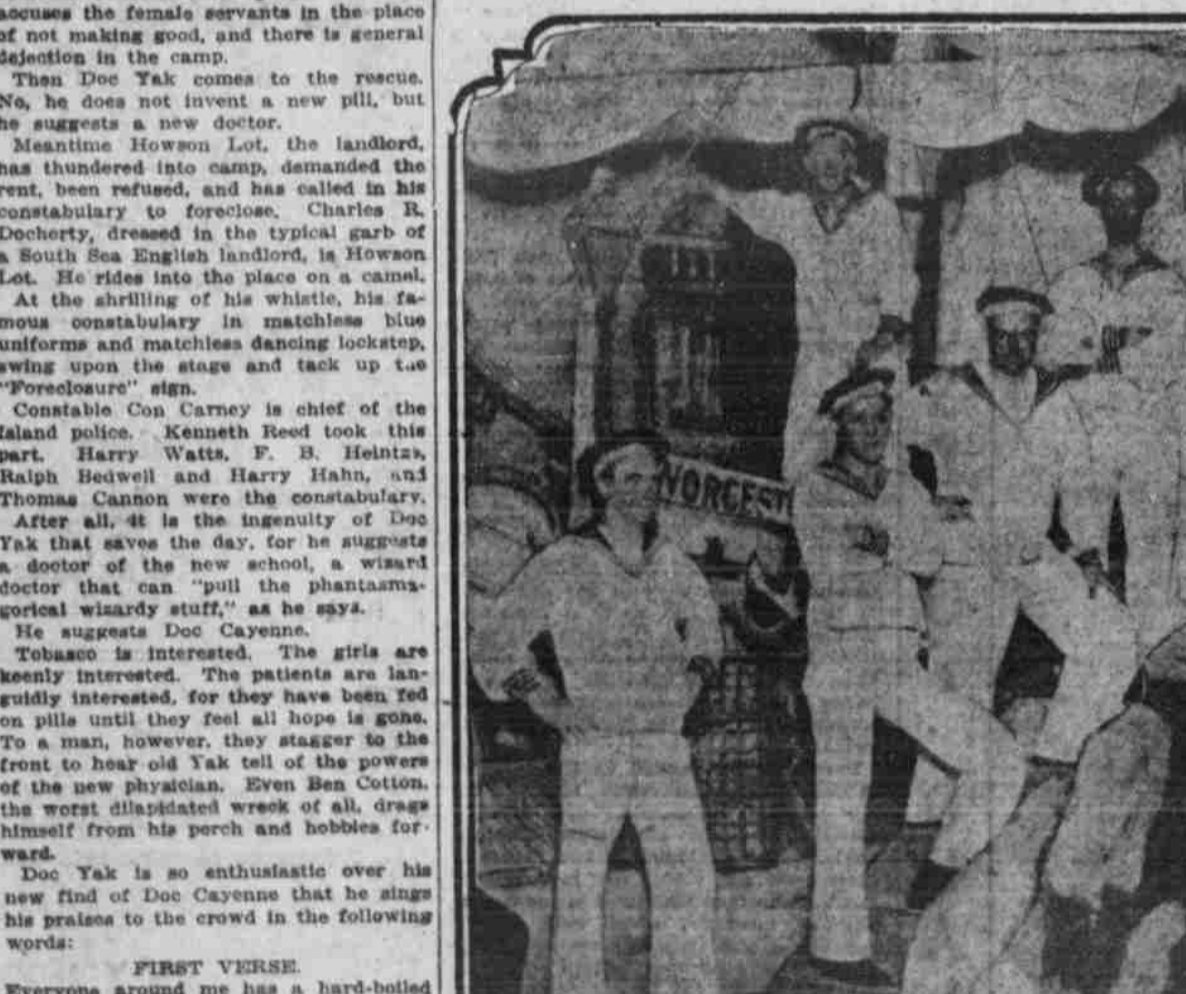 accuses the female servants in the place
of not making good, and there is general
dejection in the camp.
Then Doc Yak comes to the rescue.
No, he does not invent a new pill, but
he suggests a new doctor.
Meantime Howson Lot, the landlord,
has thundered into camp, demanded the
rent, been refused, and has called in his
constabulary to foreclose. Charles R.
Docherty, dressed in the typical garb of
a South Sea English landlord, is Howson
Lot. He rides into the place on a camel.
At the shrilling of his whistle, his fa-
mous constabulary in matchless blue
uniforms and matchless dancing lockstep,
swing upon the stage and tack up the
"Foreclosure" sign.
Constable Con Carney is chief of the
Island police. Kenneth Reed took this
part. Harry Watts, F. B. Heintzs,
Ralph Bedwell and Harry Hahn, and
Thomas Cannon were the constabulary.
After all, it is the ingenuity of Doc
Yak that saves the day, for he suggests
a doctor of the new school, a wizard
doctor that can "pull the phantasma-
gorical wizardy stuff," as he says.
He suggests Doc Cayenne.
Tobasco is interested. The girls are
keenly interested. The patients are lan-
guidly interested, for they have been fed
on pills until they feel all hope is gone.
To a man, however, they stagger to the
front to hear old Yak tell of the powers
of the new physician. Even Ben Cotton,
the worst dilapidated wreck of all, drags
himself from his perch and hobbles for-
ward.
Doc Yak is so enthusiastic over his
new find of Doc Cayenne that he sings
his praises to the crowd in the following
words:
FIRST VERSE.
Everyone around me has a hard-boiled
WORCEST